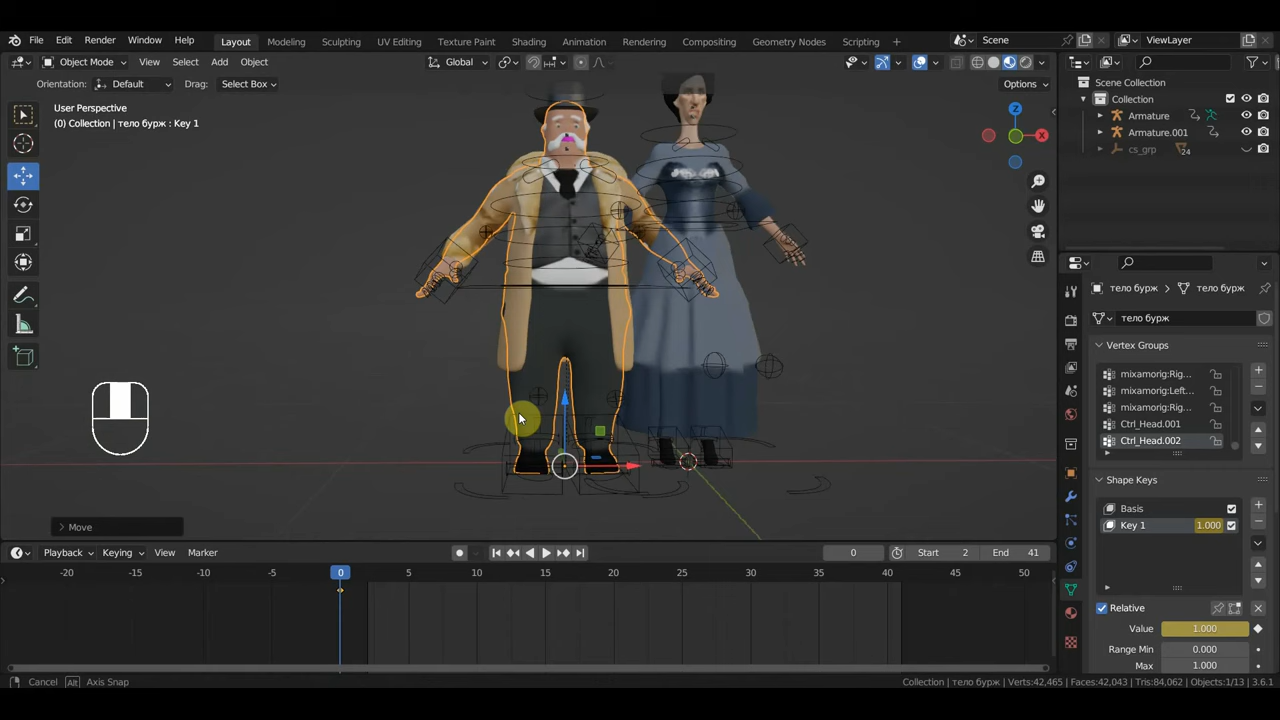 File Edit Render Window Help
Layout Modeling Sculpting UV Editing Texture Paint Shading Animation Rendering Compositing Geometry Nodes Scripting +
Scene
ViewLayer
Object Mode View Select Add Object
Global
Orientation: Default Drag: Select Box
Options
User Perspective
(0) Collection | тело бурж : Key 1
Z
X
Scene Collection
Collection
Armature
Armature.001
cs_grp 24
тело бурж тело бурж
тело бурж
Vertex Groups
mixamorig:Rig...
mixamorig:Left...
mixamorig:Rig...
Ctrl_Head.001
Ctrl_Head.002
Shape Keys
Basis
Key 1 1.000
Relative
Value 1.000
Range Min 0.000
Max 1.000
Move
Playback Keying View Marker
0 Start 2 End 41
-20 -15 -10 -5 0 5 10 15 20 25 30 35 40 45 50
Cancel Alt Axis Snap
Collection | тело бурж | Verts:42,465 | Faces:42,043 | Tris:84,062 | Objects:1/13 | 3.6.1